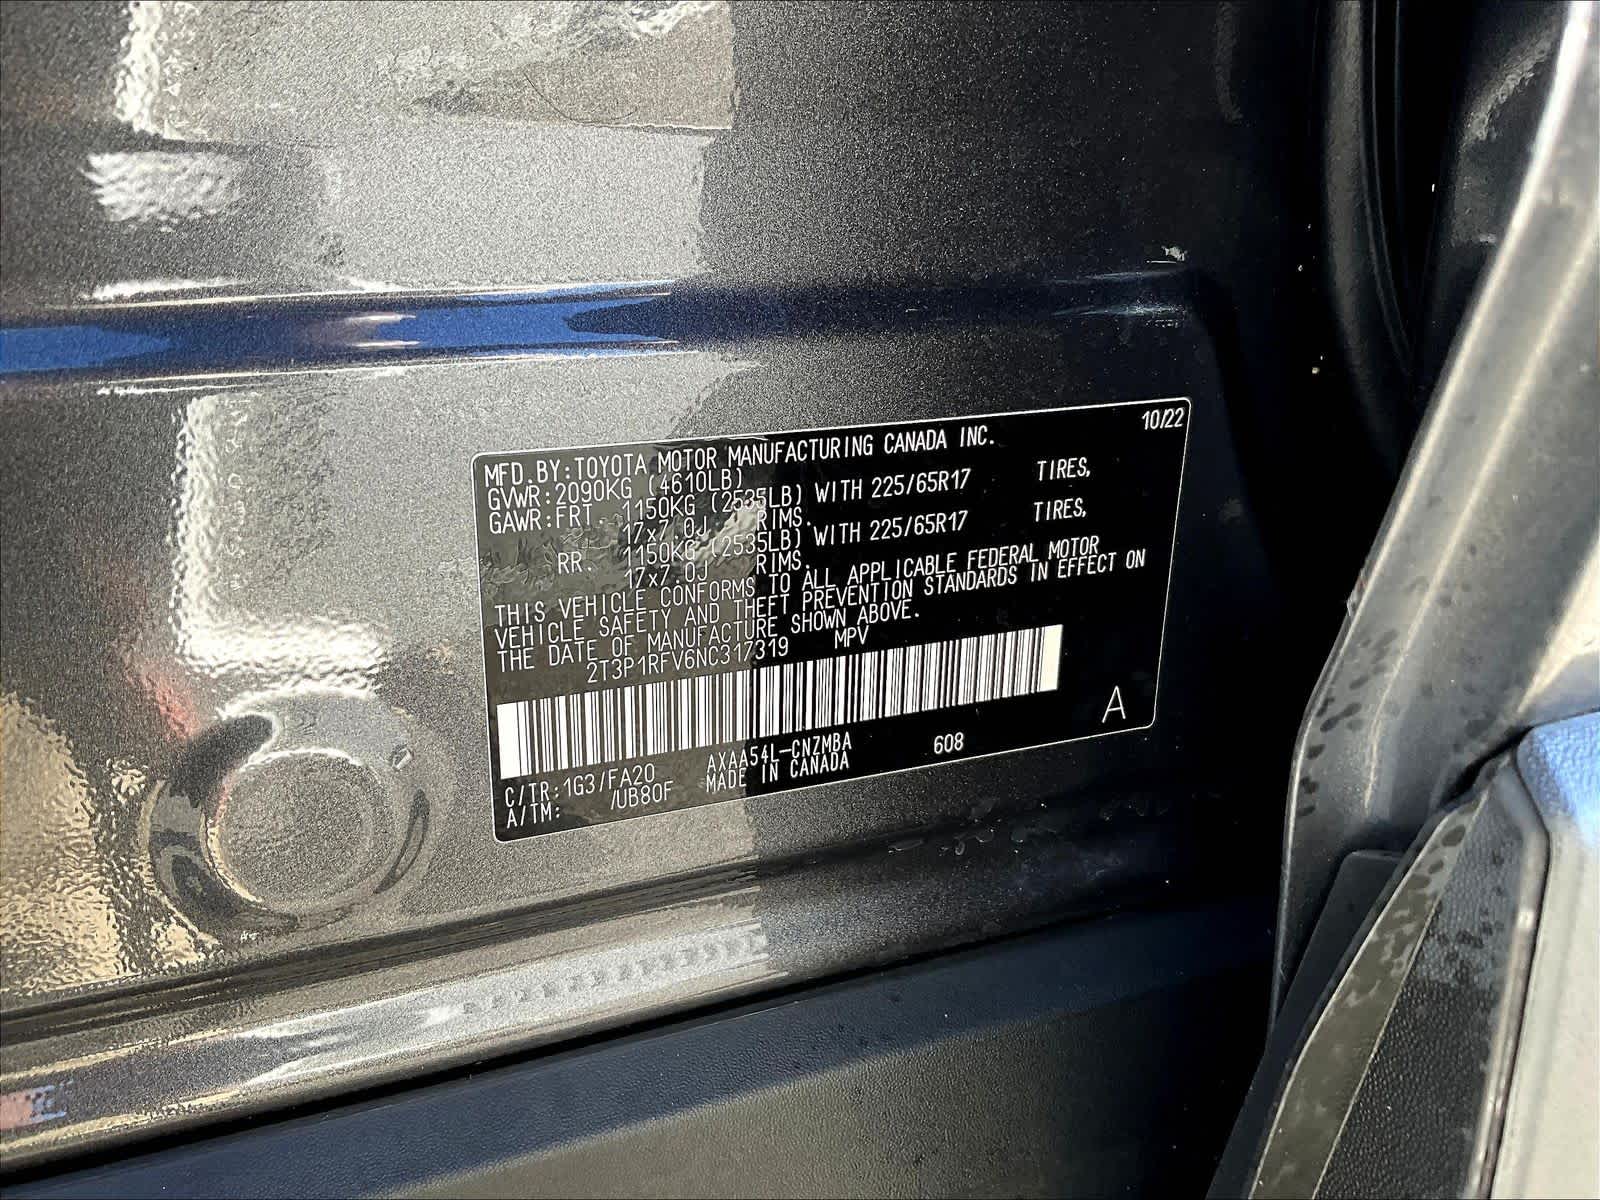 10/22
MFD.BY:TOYOTA MOTOR MANUFACTURING CANADA INC.
GVWR:2090KG (4610LB)
GAWR:FRT. 1150KG (2535LB) WITH 225/65R17 TIRES,
17x7.0J RIMS.
RR. 1150KG (2535LB) WITH 225/65R17 TIRES,
17x7.0J RIMS.
THIS VEHICLE CONFORMS TO ALL APPLICABLE FEDERAL MOTOR
VEHICLE SAFETY AND THEFT PREVENTION STANDARDS IN EFFECT ON
THE DATE OF MANUFACTURE SHOWN ABOVE.
2T3P1RFV6NC317319 MPV
A
C/TR:1G3/FA20 AXAA54L-CNZMBA 608
A/TM: /UB80F MADE IN CANADA